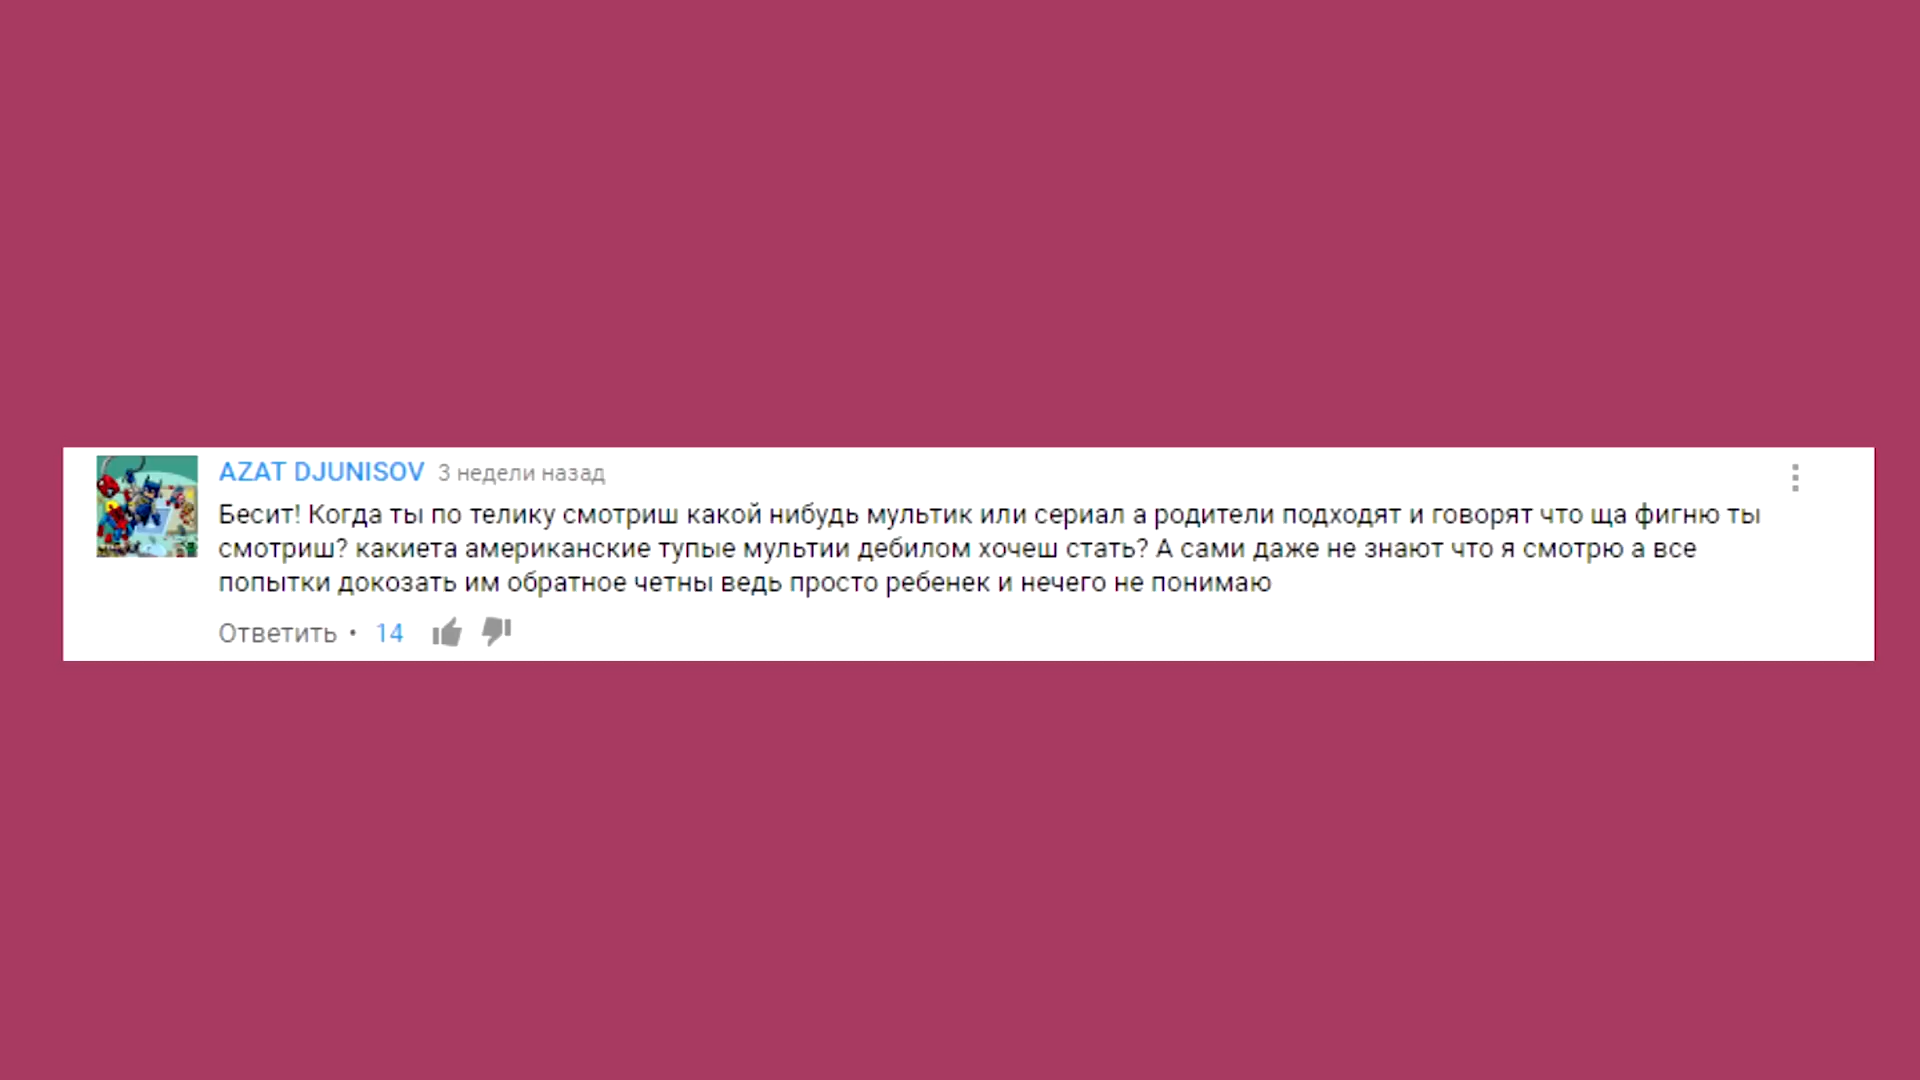 AZAT DJUNISOV 3 недели назад
Бесит! Когда ты по телику смотриш какой нибудь мультик или сериал а родители подходят и говорят что ща фигню ты
смотриш? какиета американские тупые мультии дебилом хочеш стать? А сами даже не знают что я смотрю а все
попытки докозать им обратное четны ведь просто ребенек и нечего не понимаю
Ответить • 14